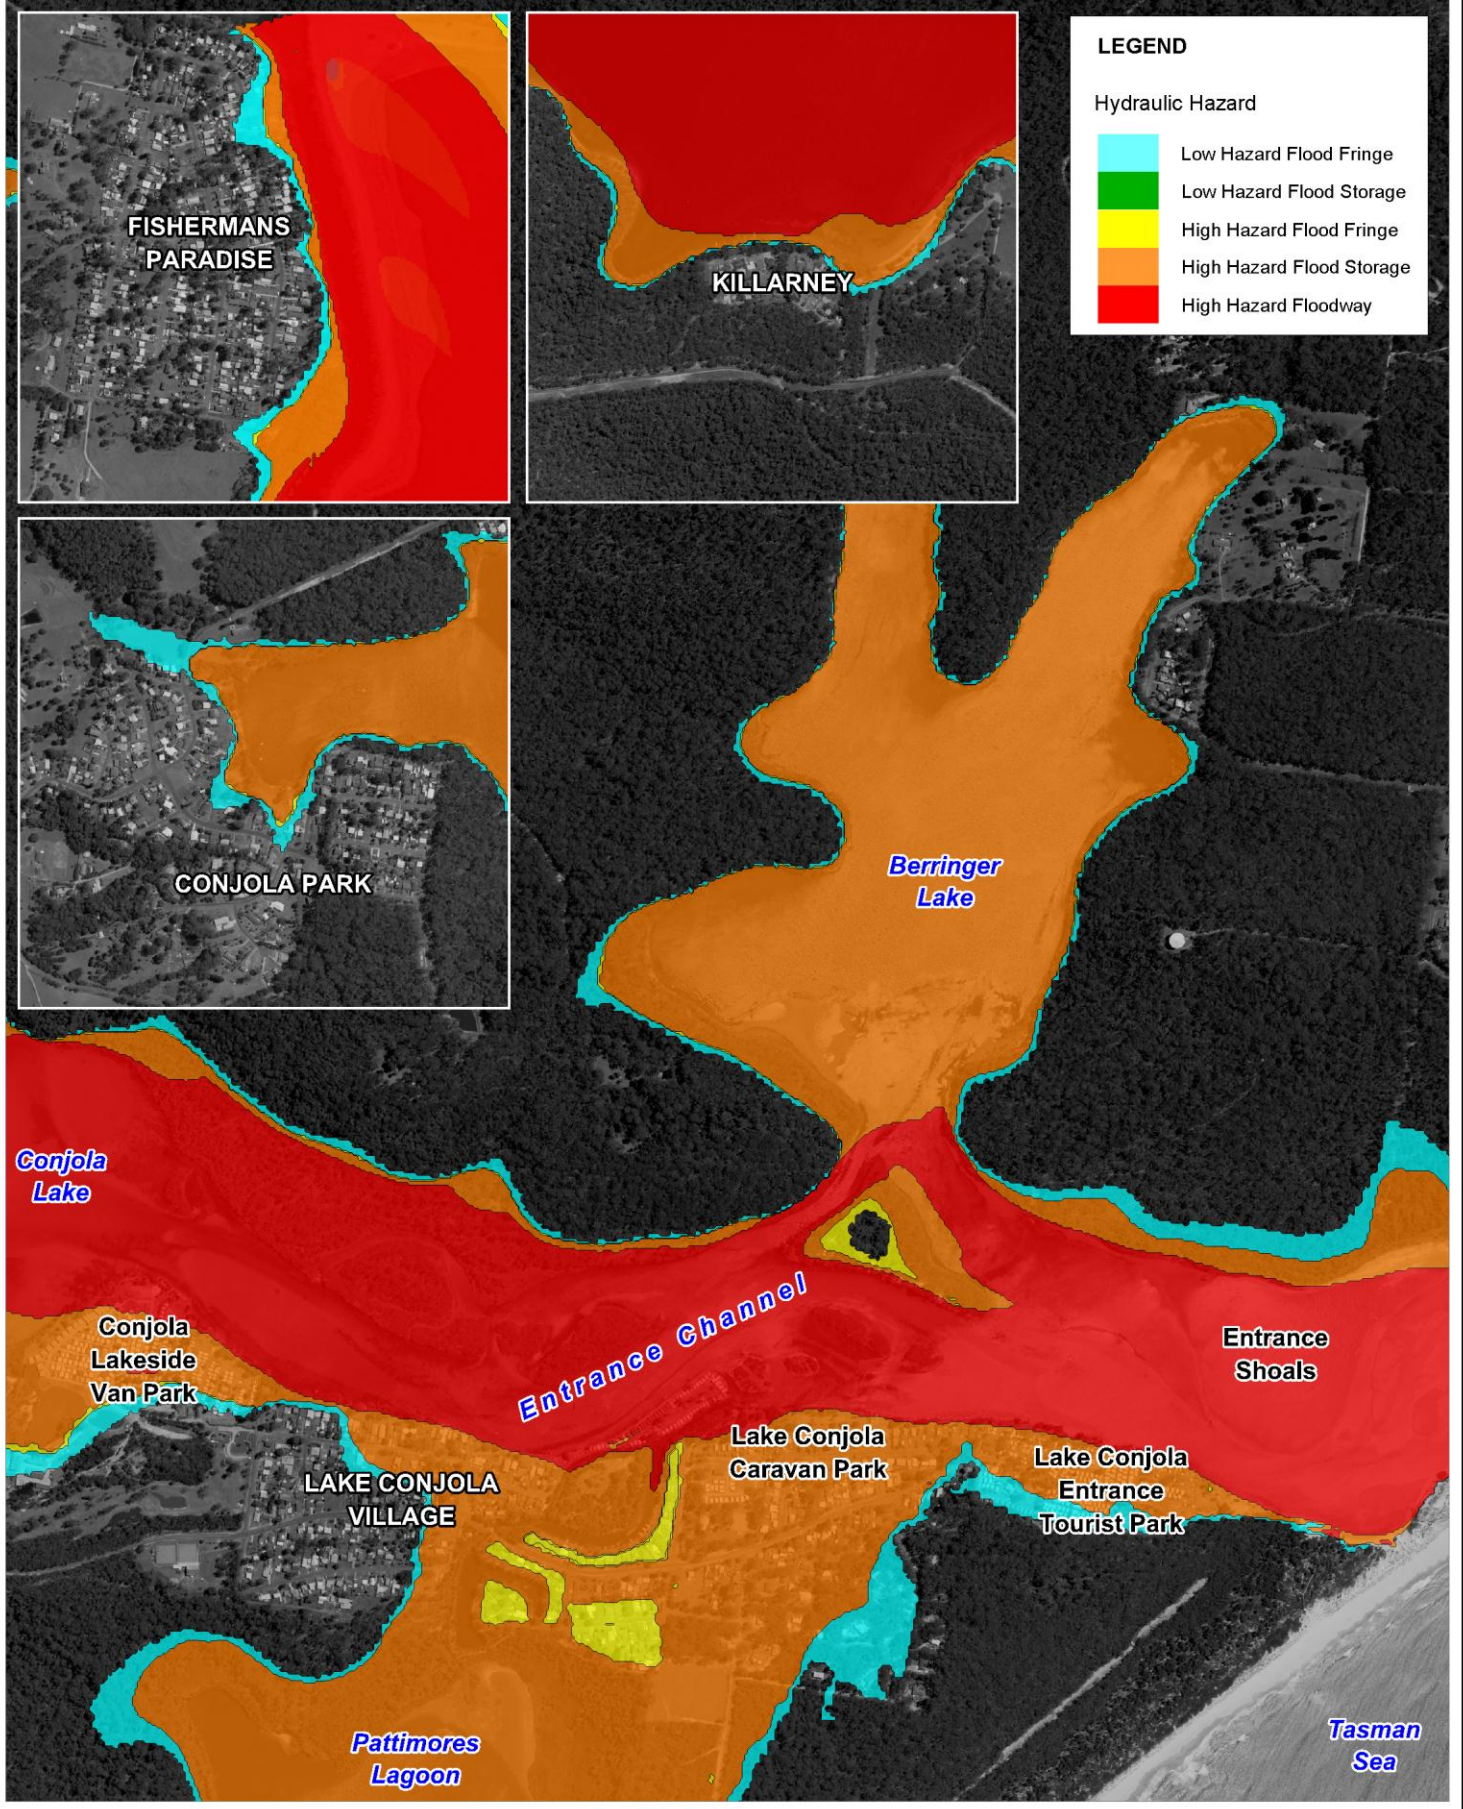 LEGEND
Hydraulic Hazard
Low Hazard Flood Fringe
Low Hazard Flood Storage
High Hazard Flood Fringe
High Hazard Flood Storage
High Hazard Floodway
FISHERMANS
PARADISE
KILLARNEY
CONJOLA PARK
Berringer
Lake
Conjola
Lake
Entrance Channel
Conjola
Lakeside
Van Park
Entrance
Shoals
Lake Conjola
Caravan Park
Lake Conjola
Entrance
Tourist Park
LAKE CONJOLA
VILLAGE
Pattimores
Lagoon
Tasman
Sea